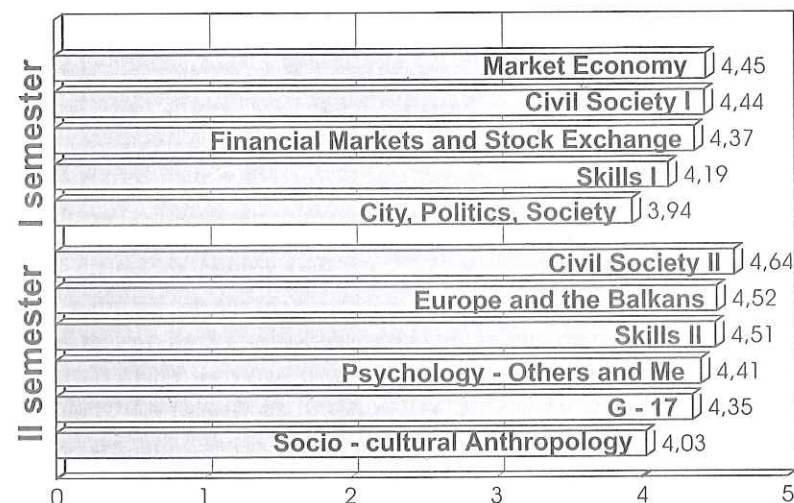 I semester
Market Economy 4,45
Civil Society I 4,44
Financial Markets and Stock Exchange 4,37
Skills I 4,19
City, Politics, Society 3,94
II semester
Civil Society II 4,64
Europe and the Balkans 4,52
Skills II 4,51
Psychology - Others and Me 4,41
G - 17 4,35
Socio - cultural Anthropology 4,03
0 1 2 3 4 5